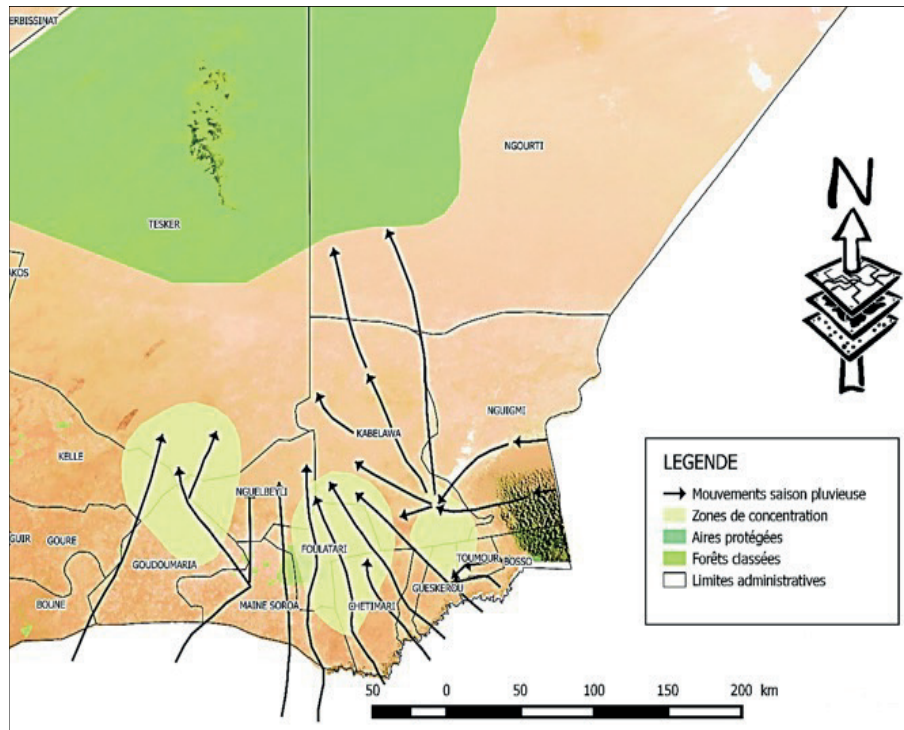 ERBISSINAT
NGOURTI
N
TESKER
AKOS
NGUIGMI
KABELAWA
KELLE
NGUELBEYLI
GUIR
GOURE
FOULATARI
GOUDOUMARIA
TOUMOUR
BOSSO
GUESKEROU
BOUNE
MAINE SOROA
CHETIMARI
LEGENDE
Mouvements saison pluvieuse
Zones de concentration
Aires protégées
Forêts classées
Limites administratives
50 0 50 100 150 200 km